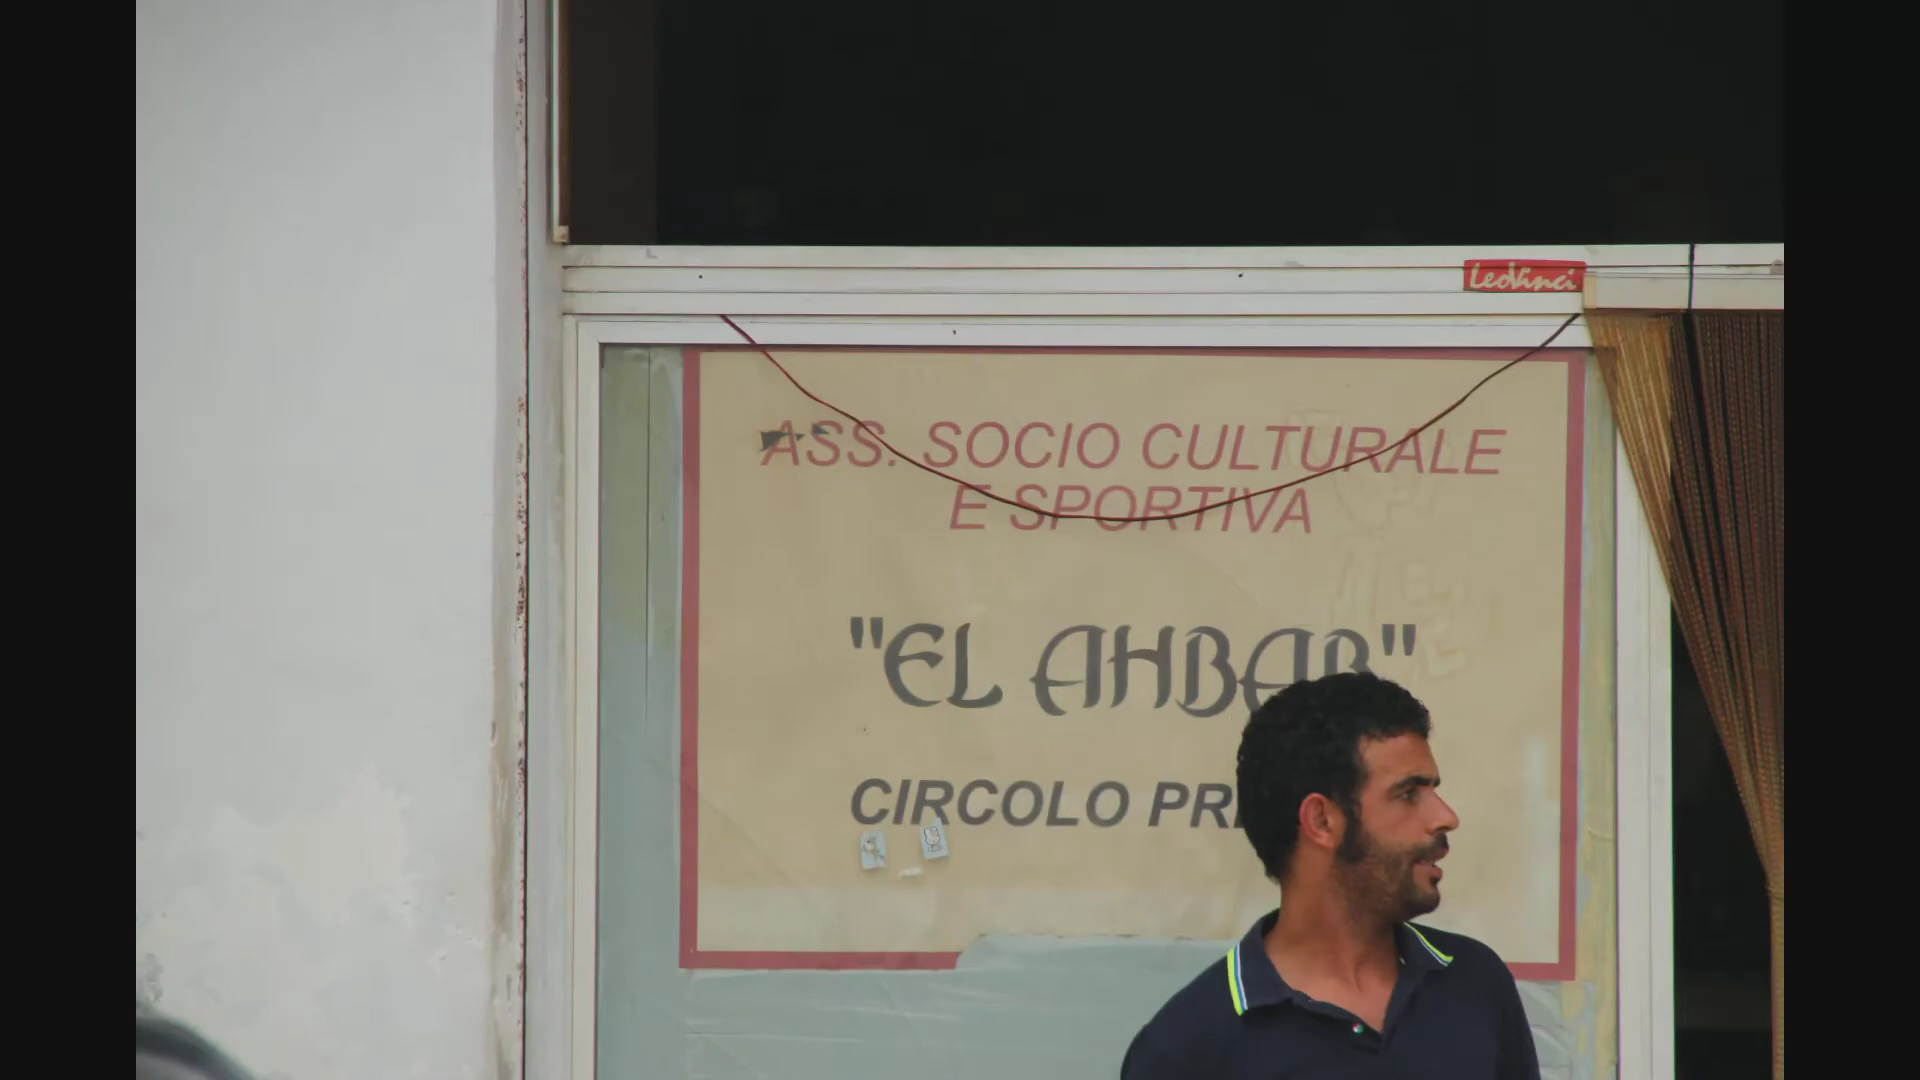 LeoVinci
ASS. SOCIO CULTURALE
E SPORTIVA
"EL AHBAB"
CIRCOLO